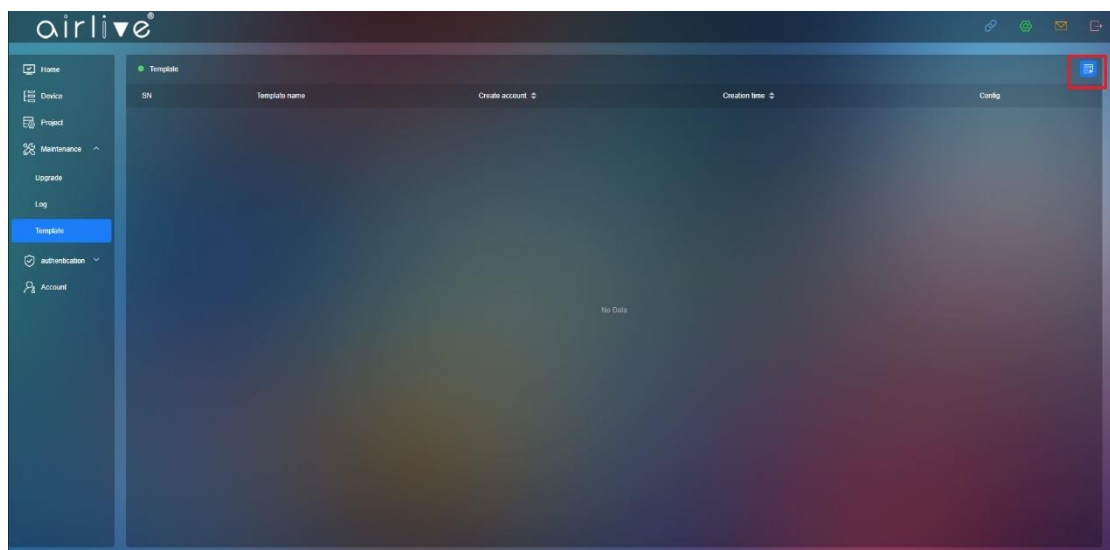 airlive®
Home
Device
Project
Maintenance
Upgrade
Log
Template
authentication
Account
Template
SN Template name Create account Creation time Config
No Data